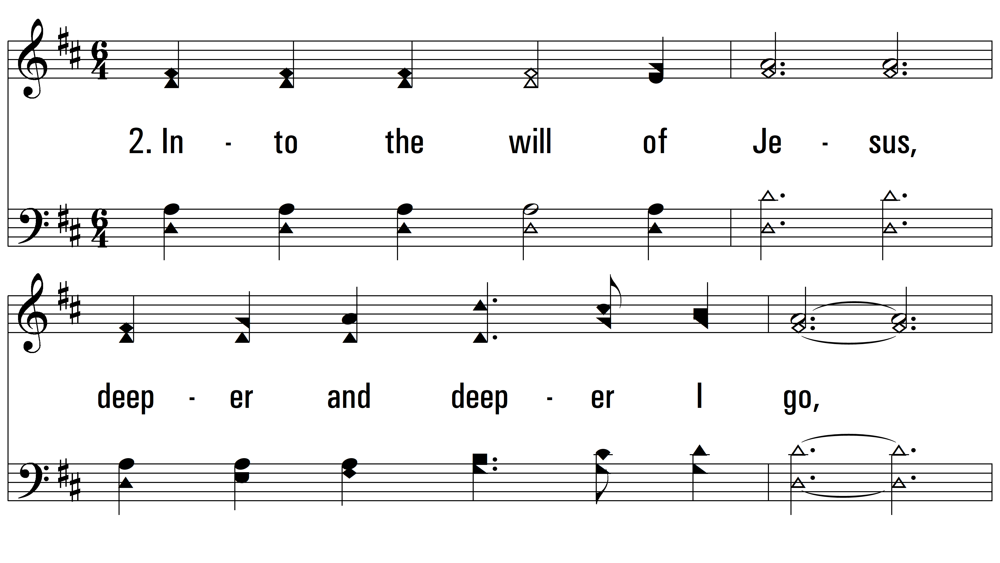 2. In - to the will of Je - sus,
deep - er and deep - er I go,